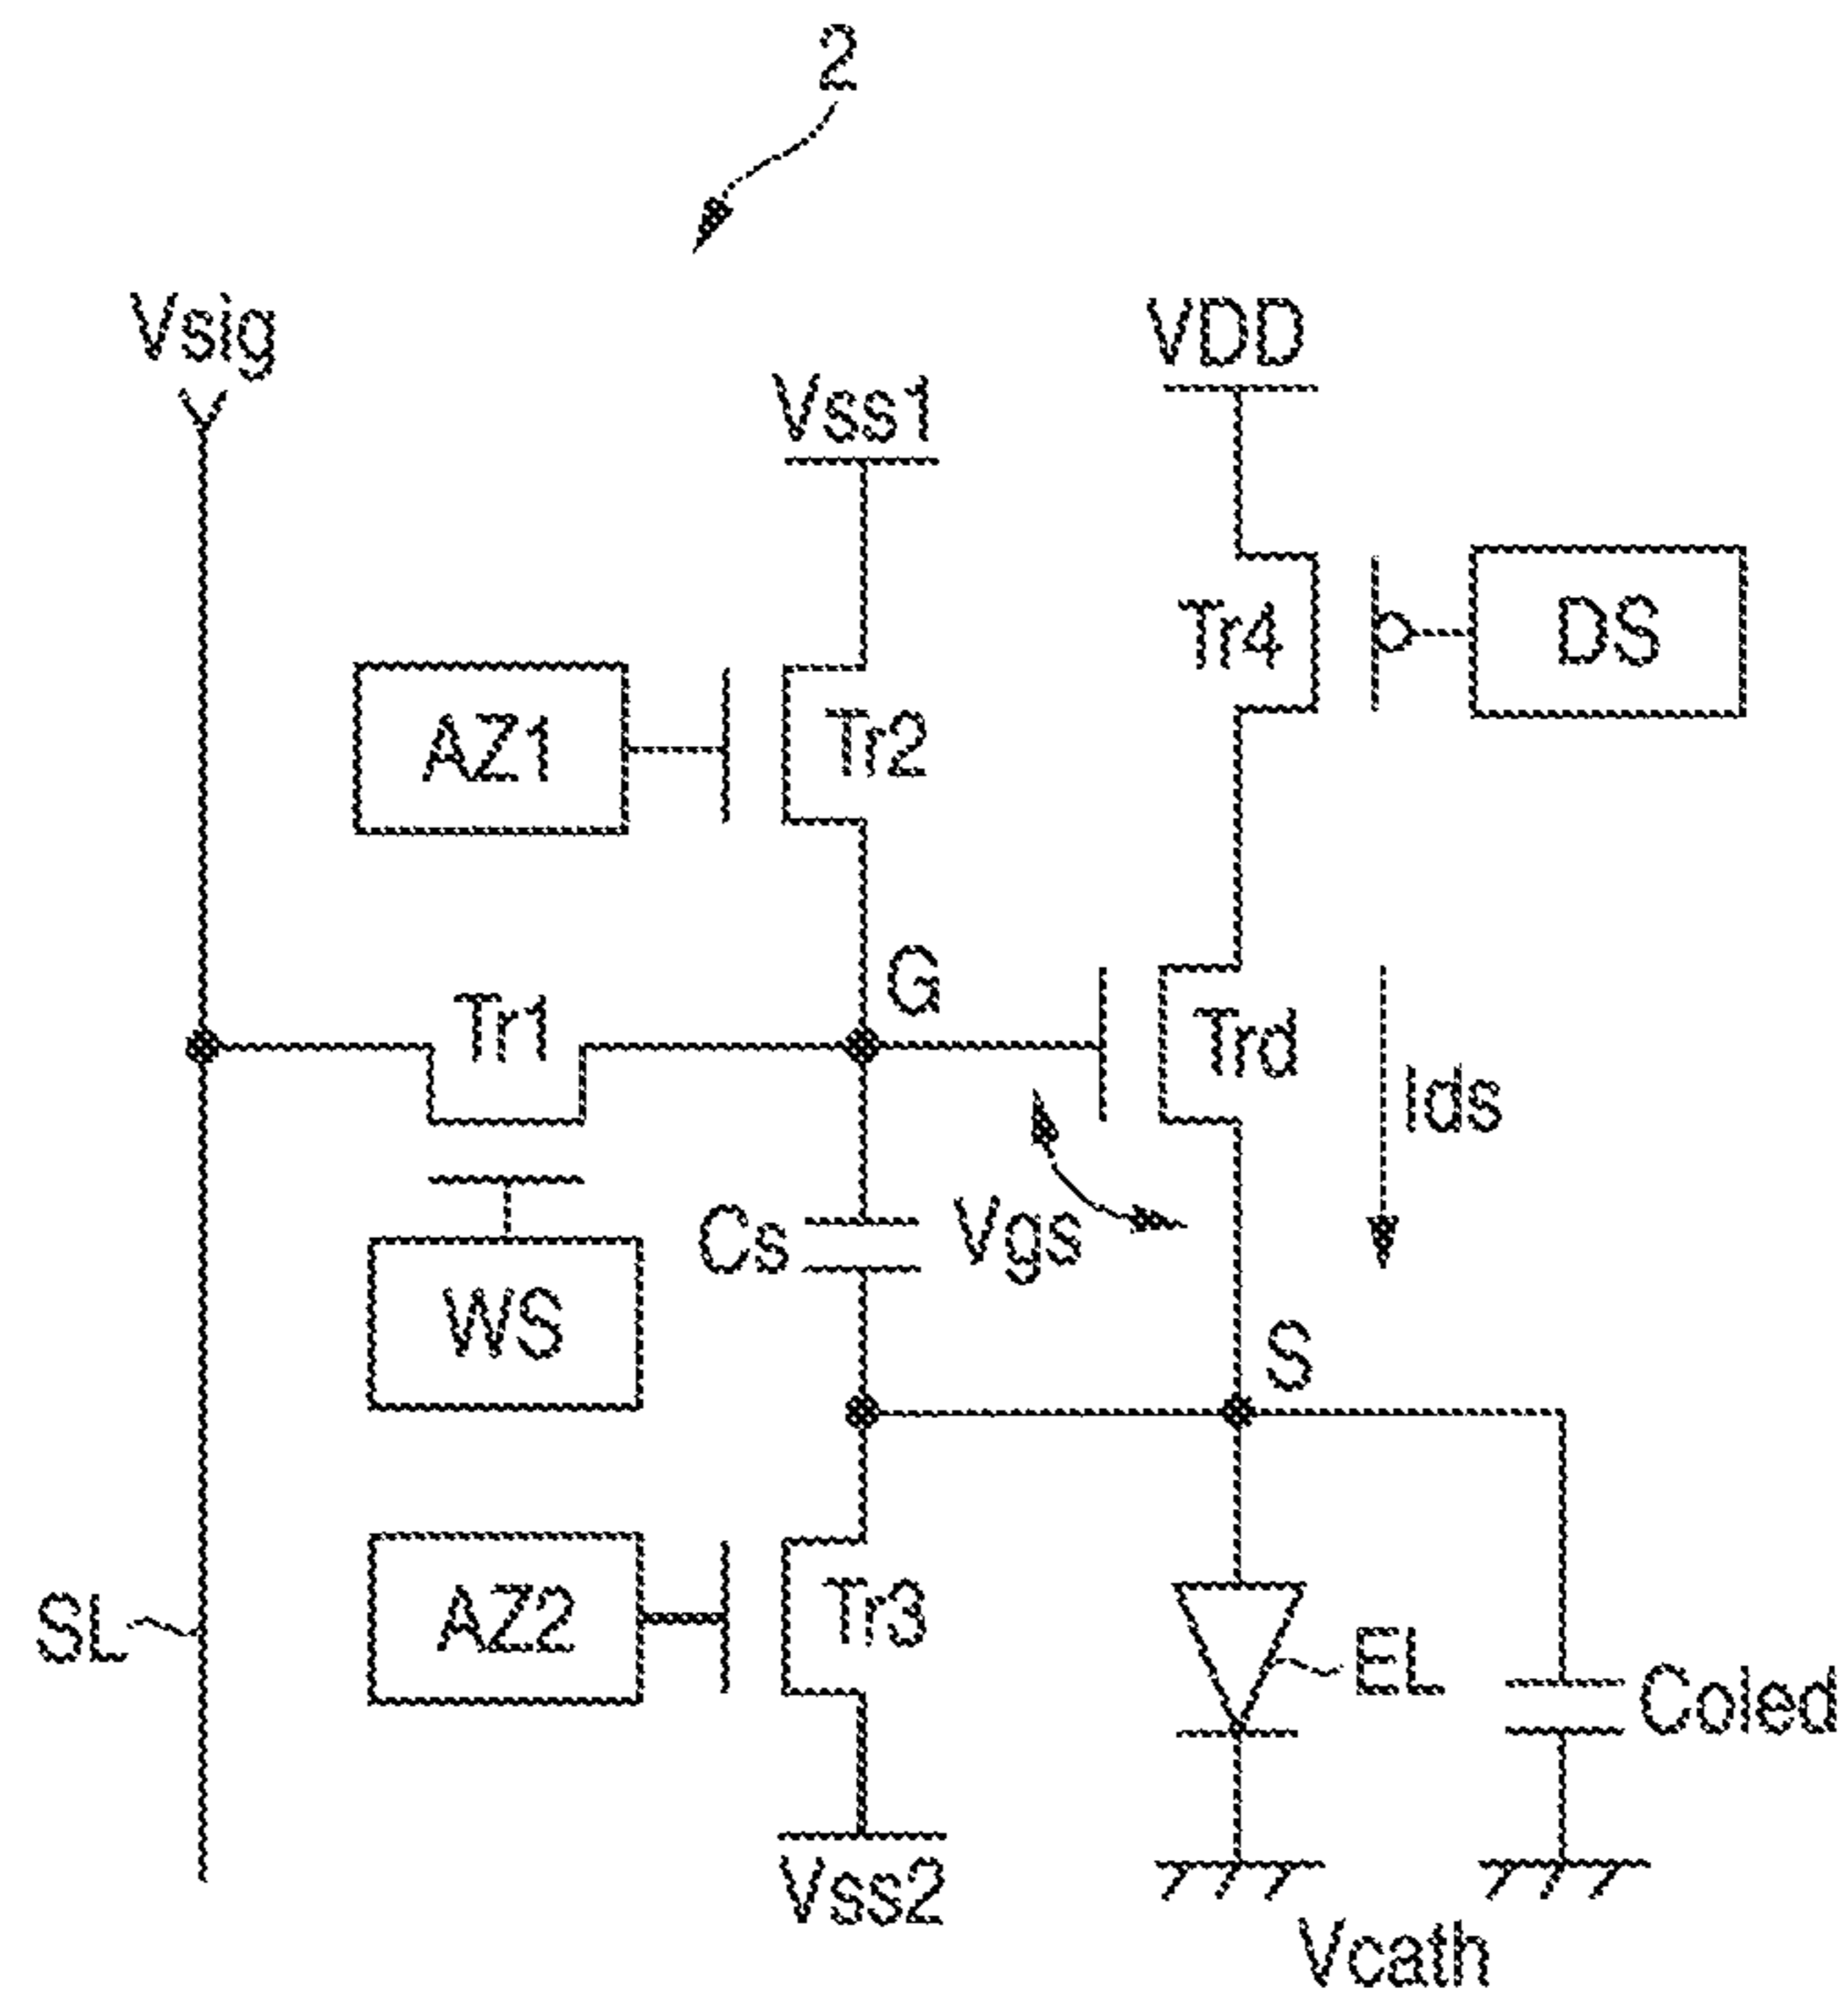 2
Vsig
VDD
Vss1
Tr4
DS
AZ1
Tr2
G
Tr1
Trd
Ids
Cs
Vgs
WS
S
SL
AZ2
Tr3
EL
Coled
Vss2
Vcath